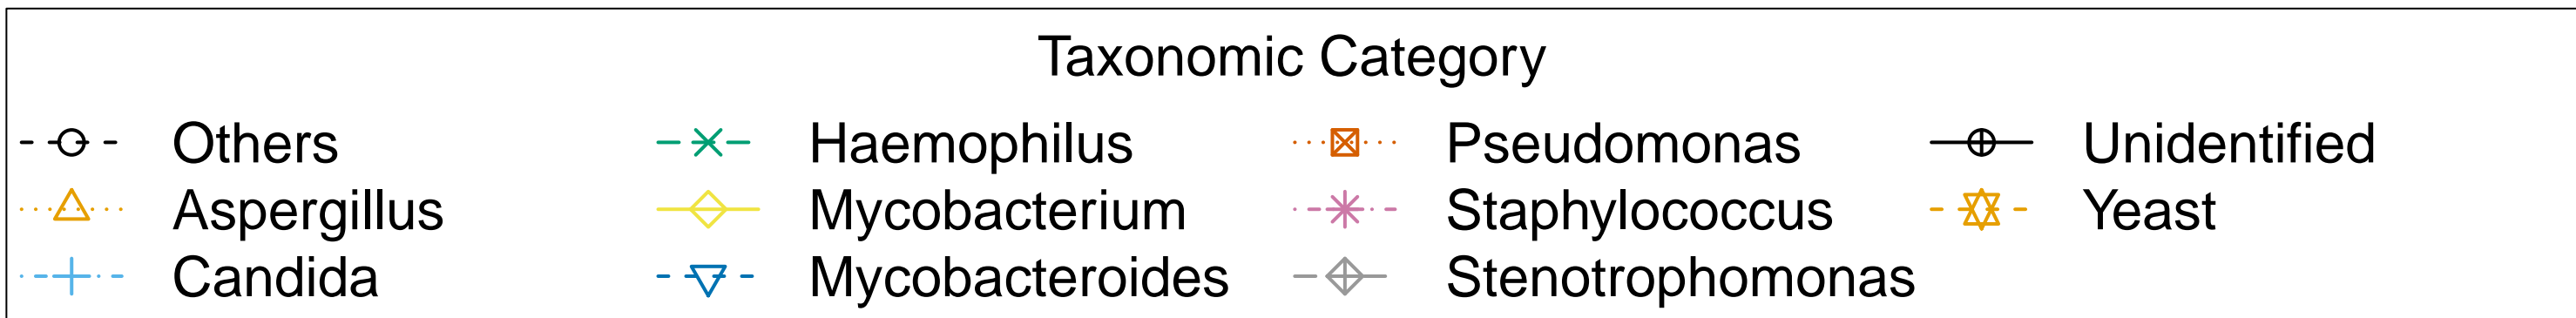 Taxonomic Category
Others
Haemophilus
Pseudomonas
Unidentified
Aspergillus
Mycobacterium
Staphylococcus
Yeast
Candida
Mycobacteroides
Stenotrophomonas